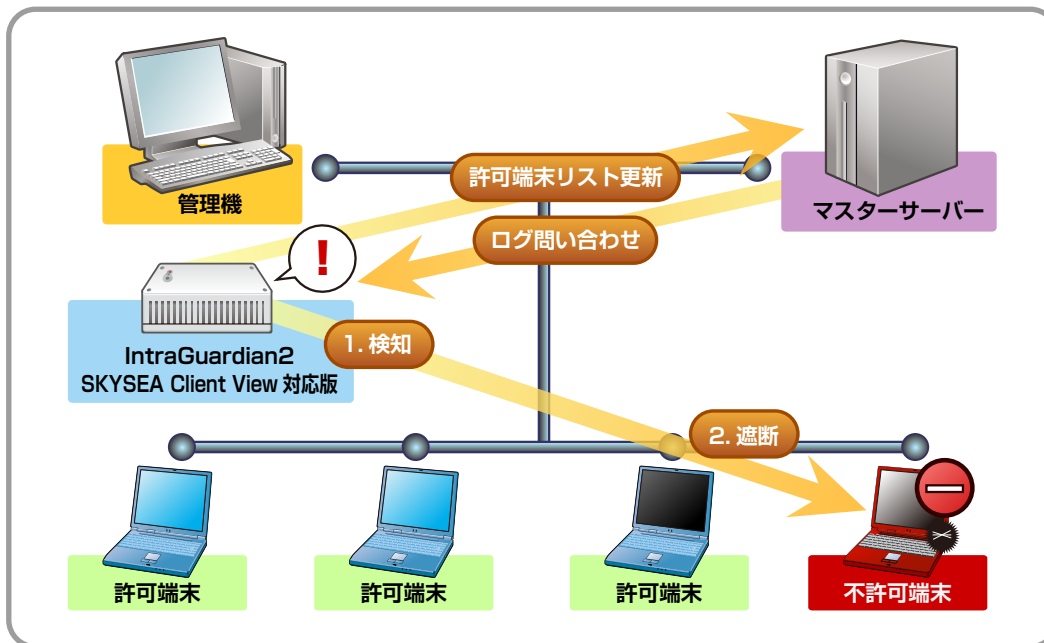 許可端末リスト更新
管理機
マスターサーバー
ログ問い合わせ
!
1. 検知
IntraGuardian2
SKYSEA Client View 対応版
2. 遮断
許可端末
許可端末
許可端末
不許可端末